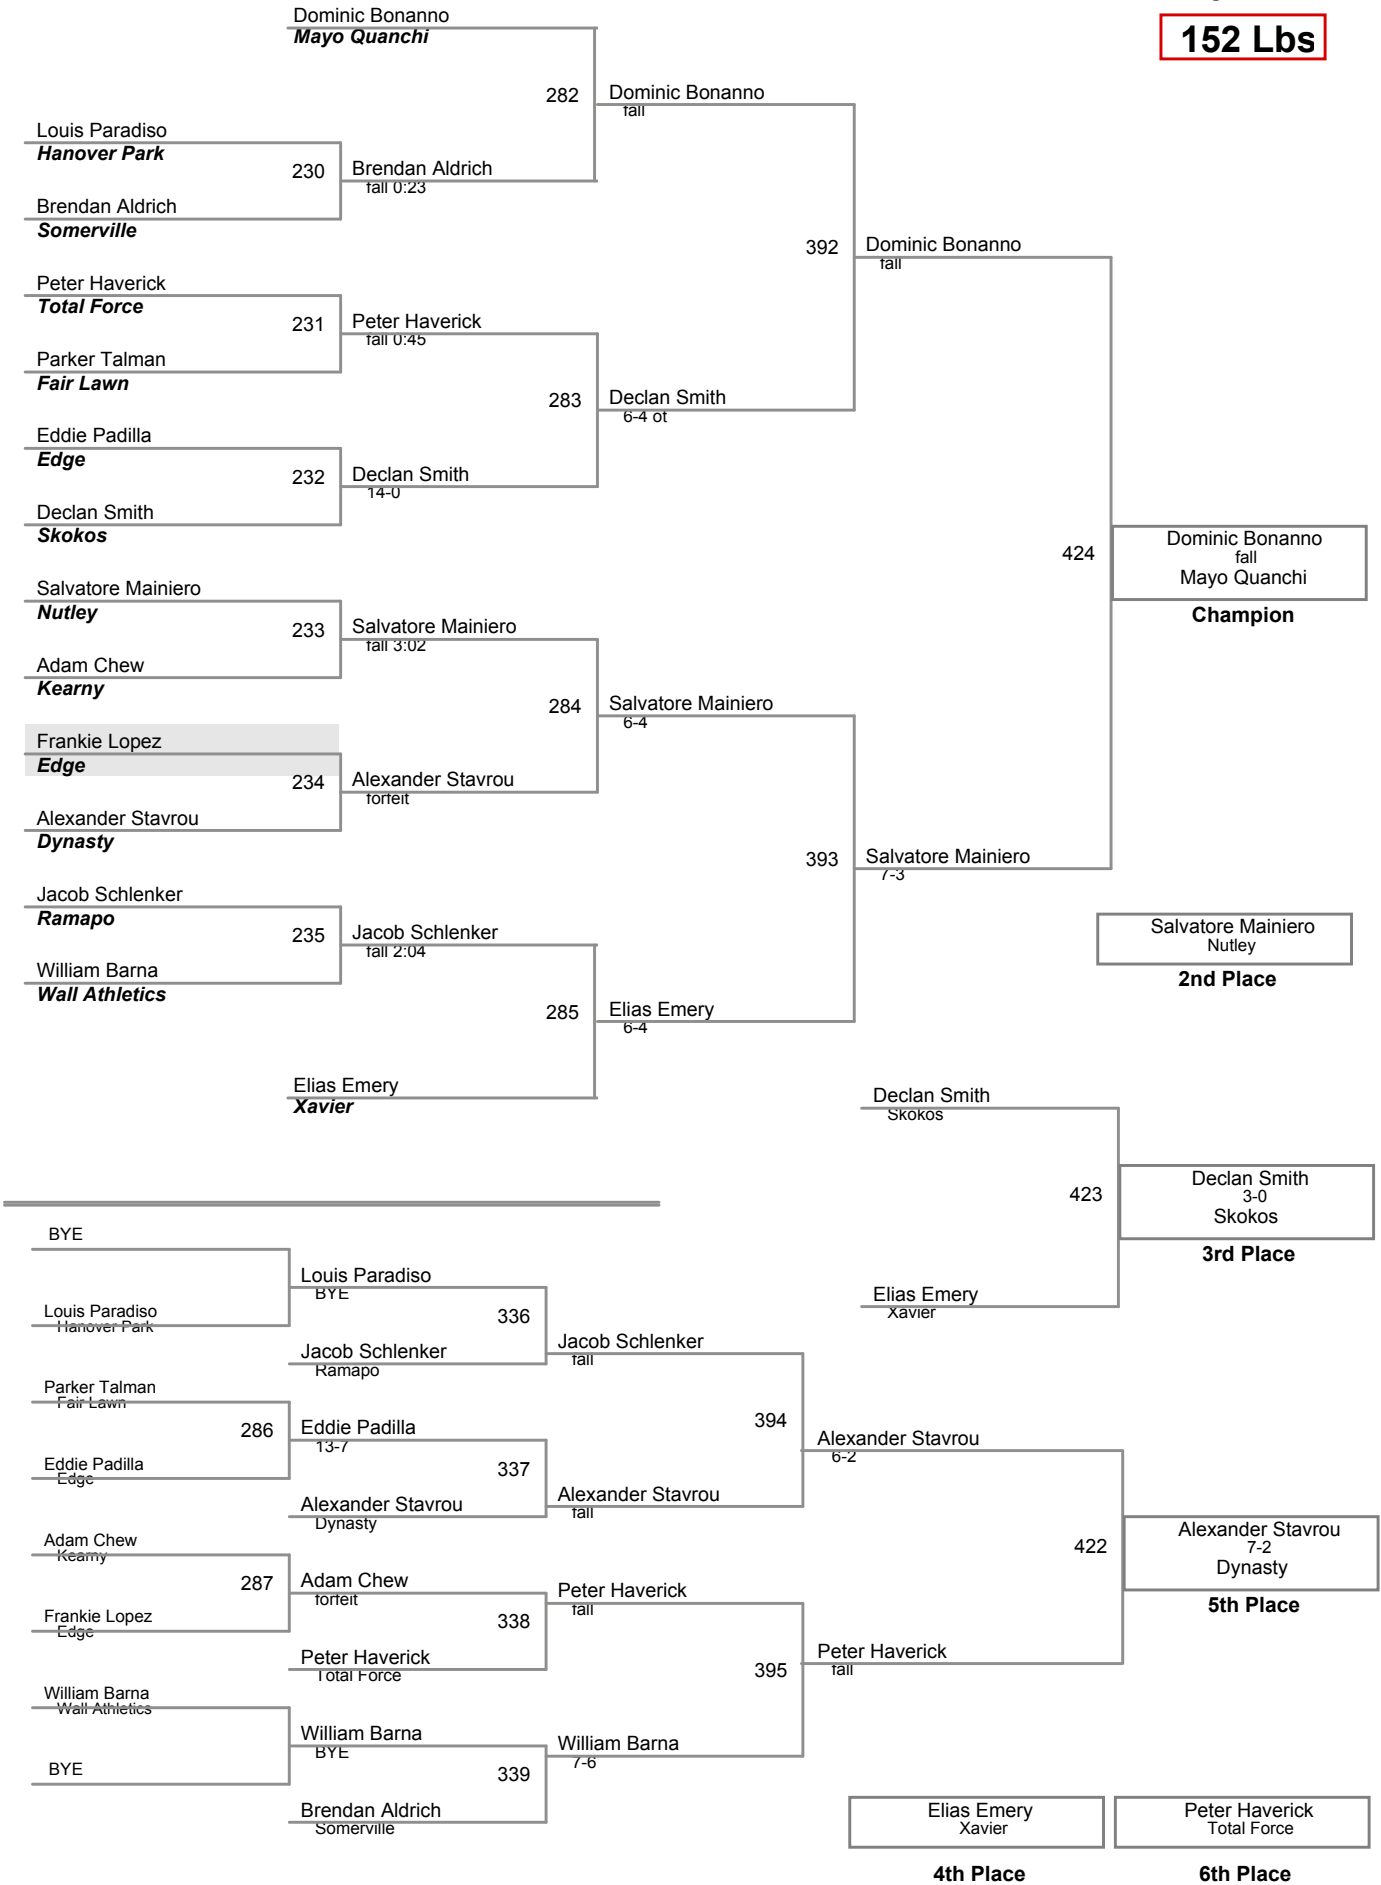 152 Lbs
Dominic Bonanno
Mayo Quanchi
282
Dominic Bonanno
fall
Louis Paradiso
Hanover Park
230
Brendan Aldrich
fall 0:23
Brendan Aldrich
Somerville
392
Dominic Bonanno
fall
Peter Haverick
Total Force
231
Peter Haverick
fall 0:45
Parker Talman
Fair Lawn
283
Declan Smith
6-4 ot
Eddie Padilla
Edge
232
Declan Smith
14-0
Declan Smith
Skokos
424
Dominic Bonanno
fall
Mayo Quanchi
Champion
Salvatore Mainiero
Nutley
233
Salvatore Mainiero
fall 3:02
Adam Chew
Kearny
284
Salvatore Mainiero
6-4
Frankie Lopez
Edge
234
Alexander Stavrou
forfeit
Alexander Stavrou
Dynasty
393
Salvatore Mainiero
7-3
Jacob Schlenker
Ramapo
235
Jacob Schlenker
fall 2:04
William Barna
Wall Athletics
285
Elias Emery
6-4
Elias Emery
Xavier
Salvatore Mainiero
Nutley
2nd Place
Declan Smith
Skokos
423
Declan Smith
3-0
Skokos
3rd Place
Elias Emery
Xavier
BYE
Louis Paradiso
BYE
Louis Paradiso
Hanover Park
336
Jacob Schlenker
Ramapo
Jacob Schlenker
fall
Parker Talman
Fair Lawn
286
Eddie Padilla
13-7
Eddie Padilla
Edge
337
Alexander Stavrou
Dynasty
Alexander Stavrou
fall
394
Alexander Stavrou
6-2
Adam Chew
Kearny
287
Adam Chew
forfeit
Frankie Lopez
Edge
338
Peter Haverick
Total Force
Peter Haverick
fall
422
Alexander Stavrou
7-2
Dynasty
5th Place
395
Peter Haverick
fall
William Barna
Wall Athletics
William Barna
BYE
BYE
339
William Barna
7-6
Brendan Aldrich
Somerville
Elias Emery
Xavier
4th Place
Peter Haverick
Total Force
6th Place